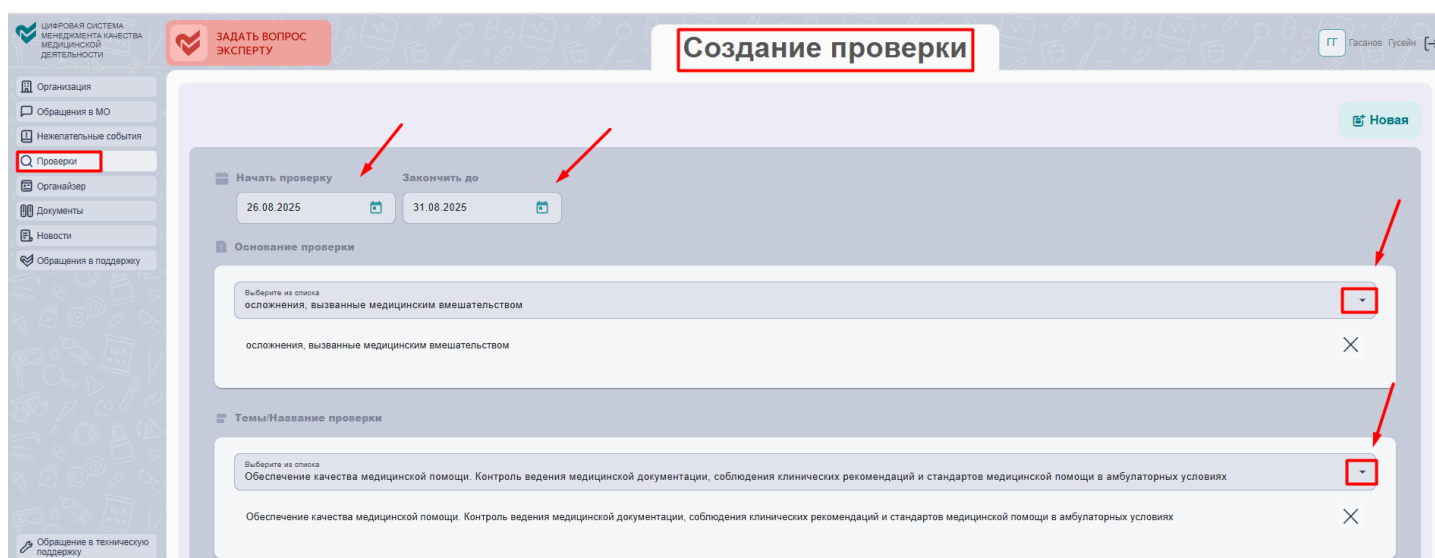 ЦИФРОВАЯ СИСТЕМА
МЕНЕДЖМЕНТА КАЧЕСТВА
МЕДИЦИНСКОЙ
ДЕЯТЕЛЬНОСТИ
ЗАДАТЬ ВОПРОС
ЭКСПЕРТУ
Создание проверки
ГГ Гасанов Гусейн
Организация
Обращения в МО
Нежелательные события
Проверки
Органайзер
Документы
Новости
Обращения в поддержку
Обращение в техническую
поддержку
Новая
Начать проверку Закончить до
26.08.2025 31.08.2025
Основание проверки
Выберите из списка
осложнения, вызванные медицинским вмешательством
осложнения, вызванные медицинским вмешательством
Темы/Название проверки
Выберите из списка
Обеспечение качества медицинской помощи. Контроль ведения медицинской документации, соблюдения клинических рекомендаций и стандартов медицинской помощи в амбулаторных условиях
Обеспечение качества медицинской помощи. Контроль ведения медицинской документации, соблюдения клинических рекомендаций и стандартов медицинской помощи в амбулаторных условиях